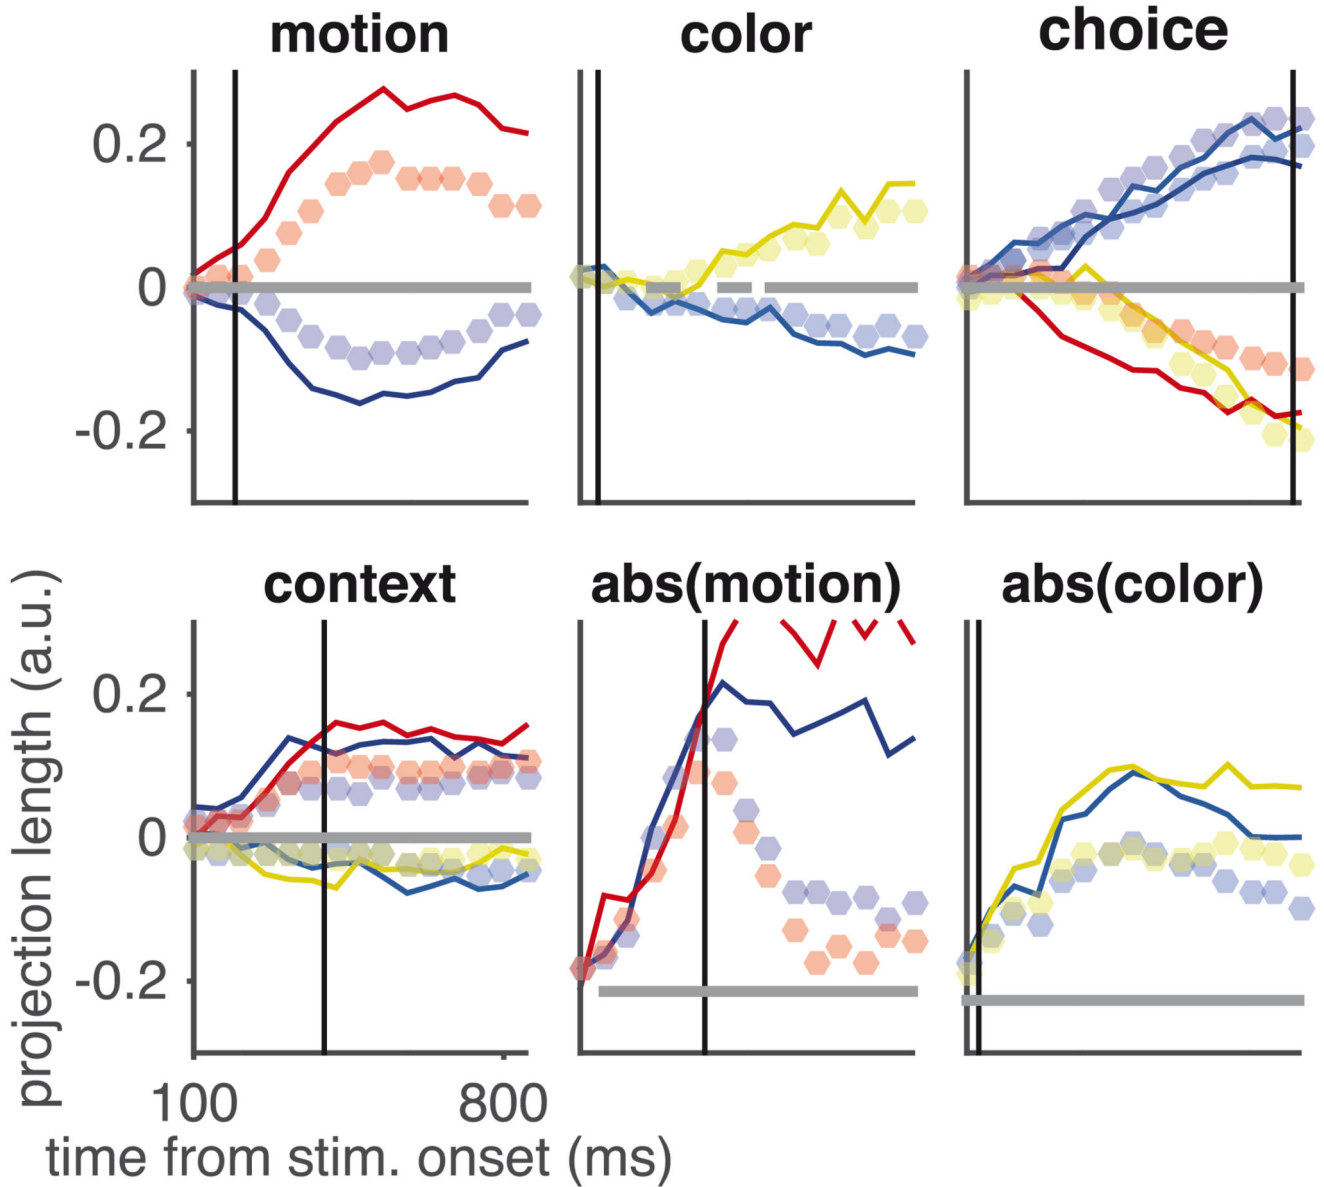 motion color choice
0.2
0
-0.2
context abs(motion) abs(color)
projection length (a.u.)
0.2
0
-0.2
100 800
time from stim. onset (ms)